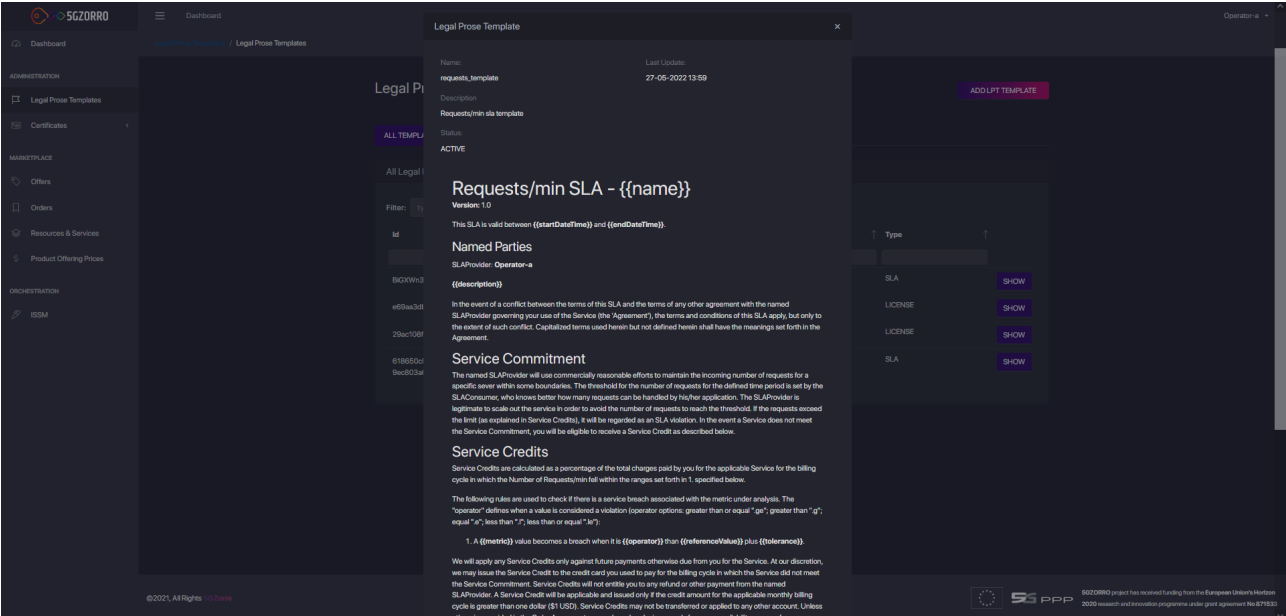 5GZORRO
Dashboard
Operator-a
Legal Prose Template
×
Dashboard
/ Legal Prose Templates
ADMINISTRATION
Legal Prose Templates
Certificates
MARKETPLACE
Offers
Orders
Resources & Services
Product Offering Prices
ORCHESTRATION
ISSM
Legal Pr
ADD LPT TEMPLATE
ALL TEMPL
All Legal
Filter:
Id
Type
BiGXWn3
SLA
SHOW
e69ae3d
LICENSE
SHOW
29ac108f
LICENSE
SHOW
618650c
9ec803a
SLA
SHOW
Name:
Last Update:
requests_template
27-05-2022 13:59
Description
Requests/min sla template
Status:
ACTIVE
Requests/min SLA - {{name}}
Version: 1.0
This SLA is valid between {{startDateTime}} and {{endDateTime}}.
Named Parties
SLAProvider: Operator-a
{{description}}
In the event of a conflict between the terms of this SLA and the terms of any other agreement with the named
SLAProvider governing your use of the Service (the 'Agreement'), the terms and conditions of this SLA apply, but only to
the extent of such conflict. Capitalized terms used herein but not defined herein shall have the meanings set forth in the
Agreement.
Service Commitment
The named SLAProvider will use commercially reasonable efforts to maintain the incoming number of requests for a
specific sever within some boundaries. The threshold for the number of requests for the defined time period is set by the
SLAConsumer, who knows better how many requests can be handled by his/her application. The SLAProvider is
legitimate to scale out the service in order to avoid the number of requests to reach the threshold. If the requests exceed
the limit (as explained in Service Credits), it will be regarded as an SLA violation. In the event a Service does not meet
the Service Commitment, you will be eligible to receive a Service Credit as described below.
Service Credits
Service Credits are calculated as a percentage of the total charges paid by you for the applicable Service for the billing
cycle in which the Number of Requests/min fell within the ranges set forth in 1. specified below.
The following rules are used to check if there is a service breach associated with the metric under analysis. The
"operator" defines when a value is considered a violation (operator options: greater than or equal ".ge"; greater than ".g";
equal ".e"; less than ".l"; less than or equal ".le"):
1. A {{metric}} value becomes a breach when it is {{operator}} than {{referenceValue}} plus {{tolerance}}.
We will apply any Service Credits only against future payments otherwise due from you for the Service. At our discretion,
we may issue the Service Credit to the credit card you used to pay for the billing cycle in which the Service did not meet
the Service Commitment. Service Credits will not entitle you to any refund or other payment from the named
SLAProvider. A Service Credit will be applicable and issued only if the credit amount for the applicable monthly billing
cycle is greater than one dollar ($1 USD). Service Credits may not be transferred or applied to any other account. Unless
©2021, All Rights
5G PPP
5GZORRO project has received funding from the European Union's Horizon
2020 research and innovation programme under grant agreement No 87153